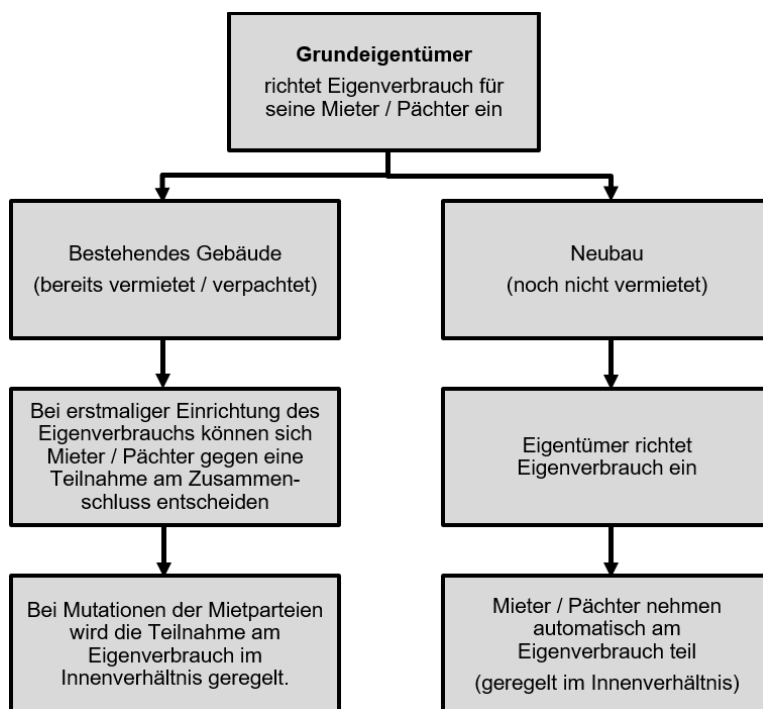 Grundeigentümer
richtet Eigenverbrauch für
seine Mieter / Pächter ein
Bestehendes Gebäude
(bereits vermietet / verpachtet)
Neubau
(noch nicht vermietet)
Bei erstmaliger Einrichtung des
Eigenverbrauchs können sich
Mieter / Pächter gegen eine
Teilnahme am Zusammen-
schluss entscheiden
Eigentümer richtet
Eigenverbrauch ein
Bei Mutationen der Mietparteien
wird die Teilnahme am
Eigenverbrauch im
Innenverhältnis geregelt.
Mieter / Pächter nehmen
automatisch am
Eigenverbrauch teil
(geregelt im Innenverhältnis)